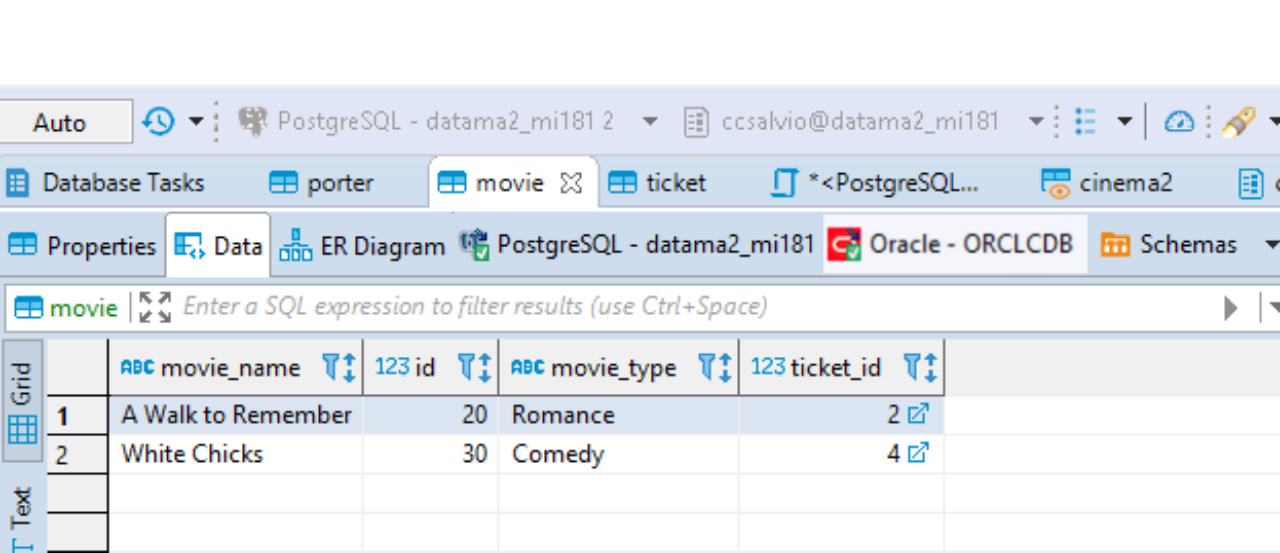 Auto PostgreSQL - datama2_mi181 2 ccsalvio@datama2_mi181
Database Tasks porter movie ticket *<PostgreSQL... cinema2
Properties Data ER Diagram PostgreSQL - datama2_mi181 Oracle - ORCLCDB Schemas
movie Enter a SQL expression to filter results (use Ctrl+Space)
Grid
ABC movie_name 123 id ABC movie_type 123 ticket_id
1 A Walk to Remember 20 Romance 2
2 White Chicks 30 Comedy 4
Text